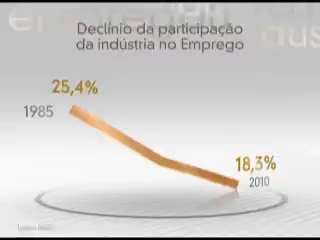 Declínio da participação
da indústria no Emprego
25,4%
1985
18,3%
2010